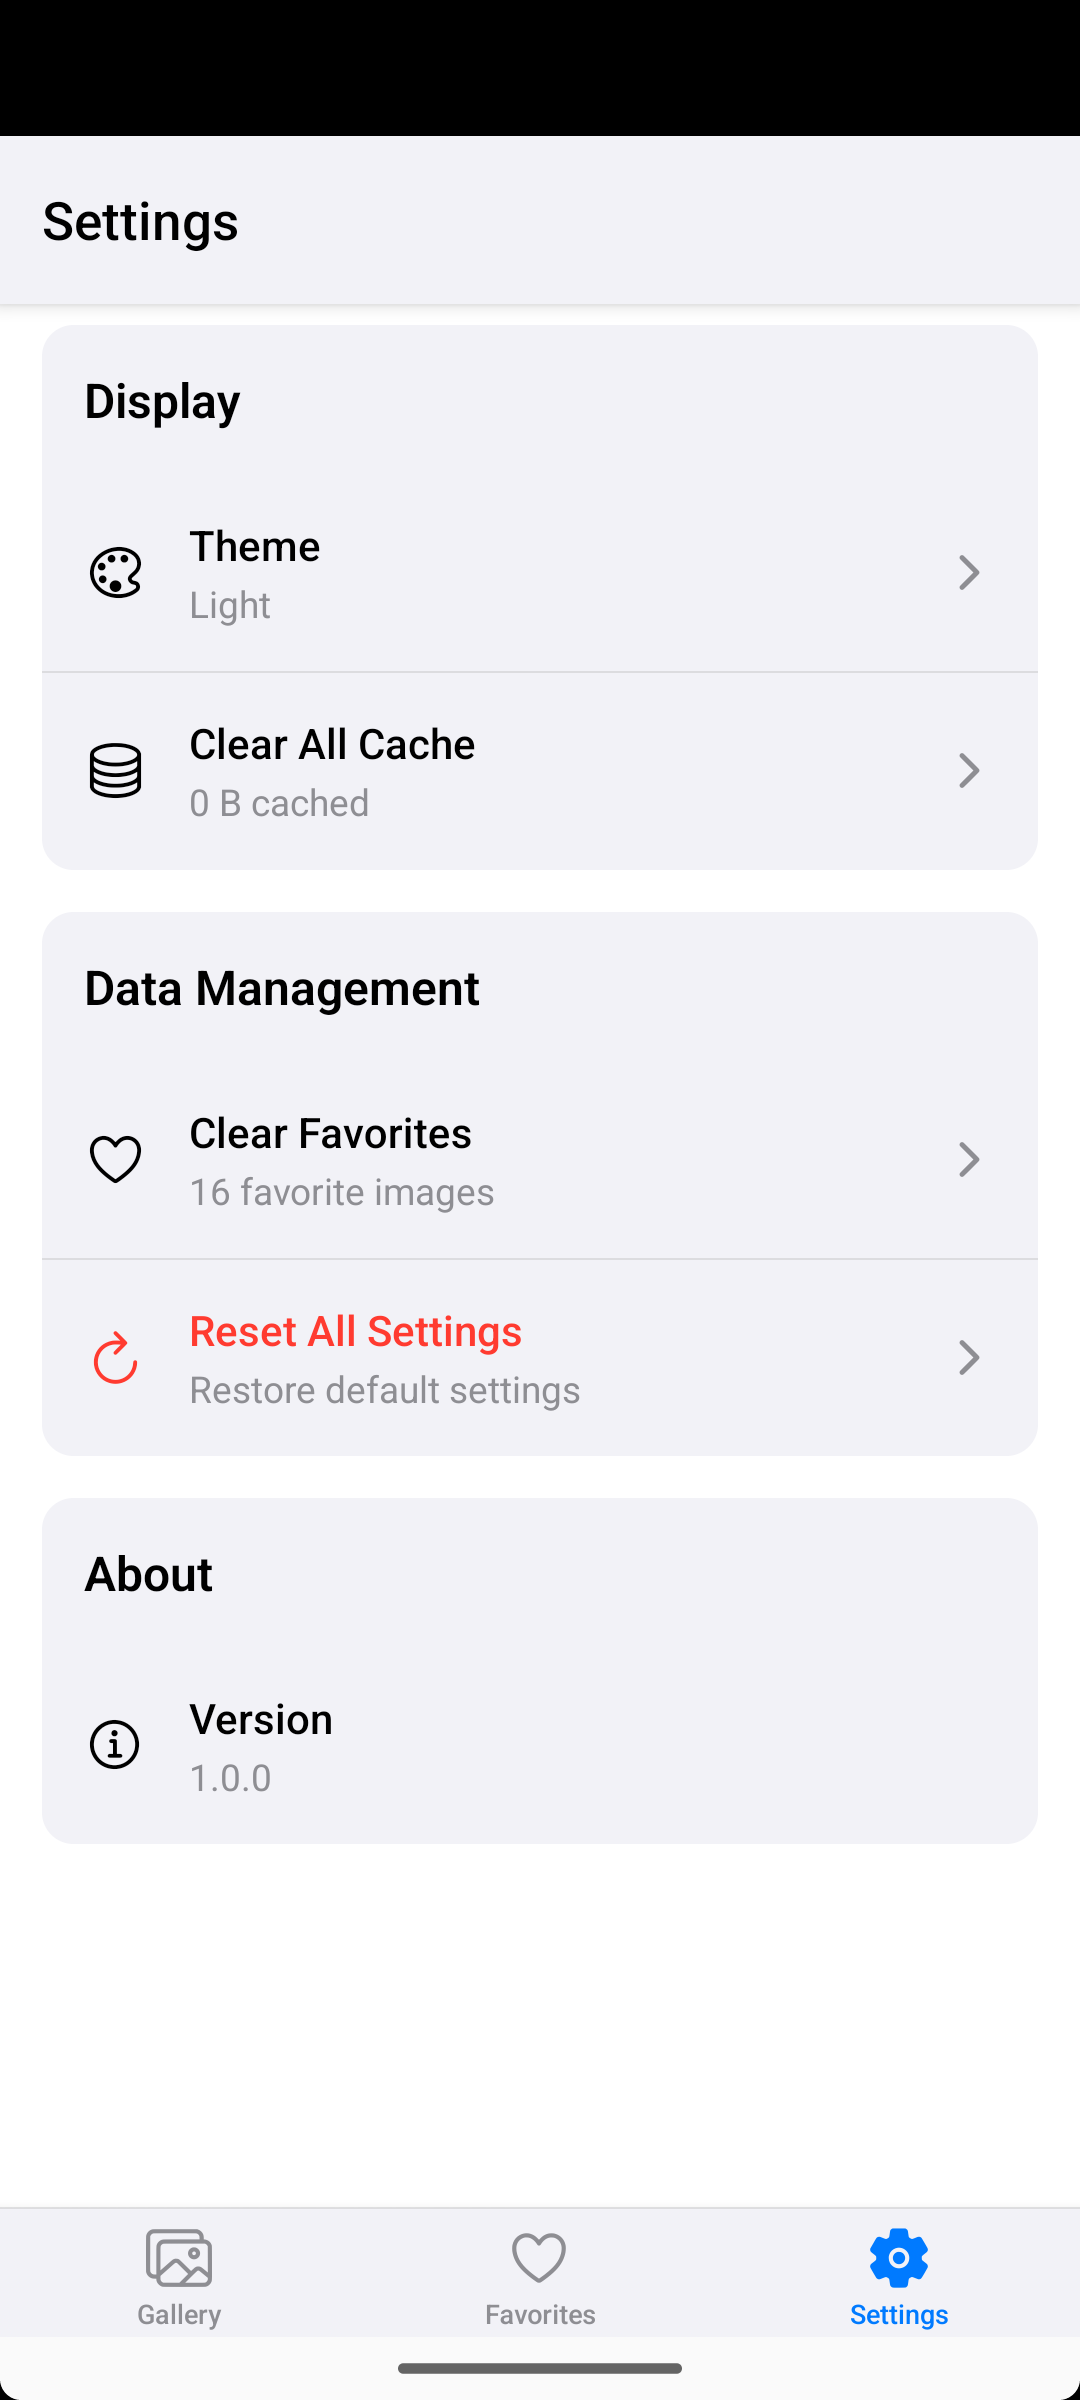 Settings
Display
Theme
Light
Clear All Cache
0 B cached
Data Management
Clear Favorites
16 favorite images
Reset All Settings
Restore default settings
About
Version
1.0.0
Gallery
Favorites
Settings